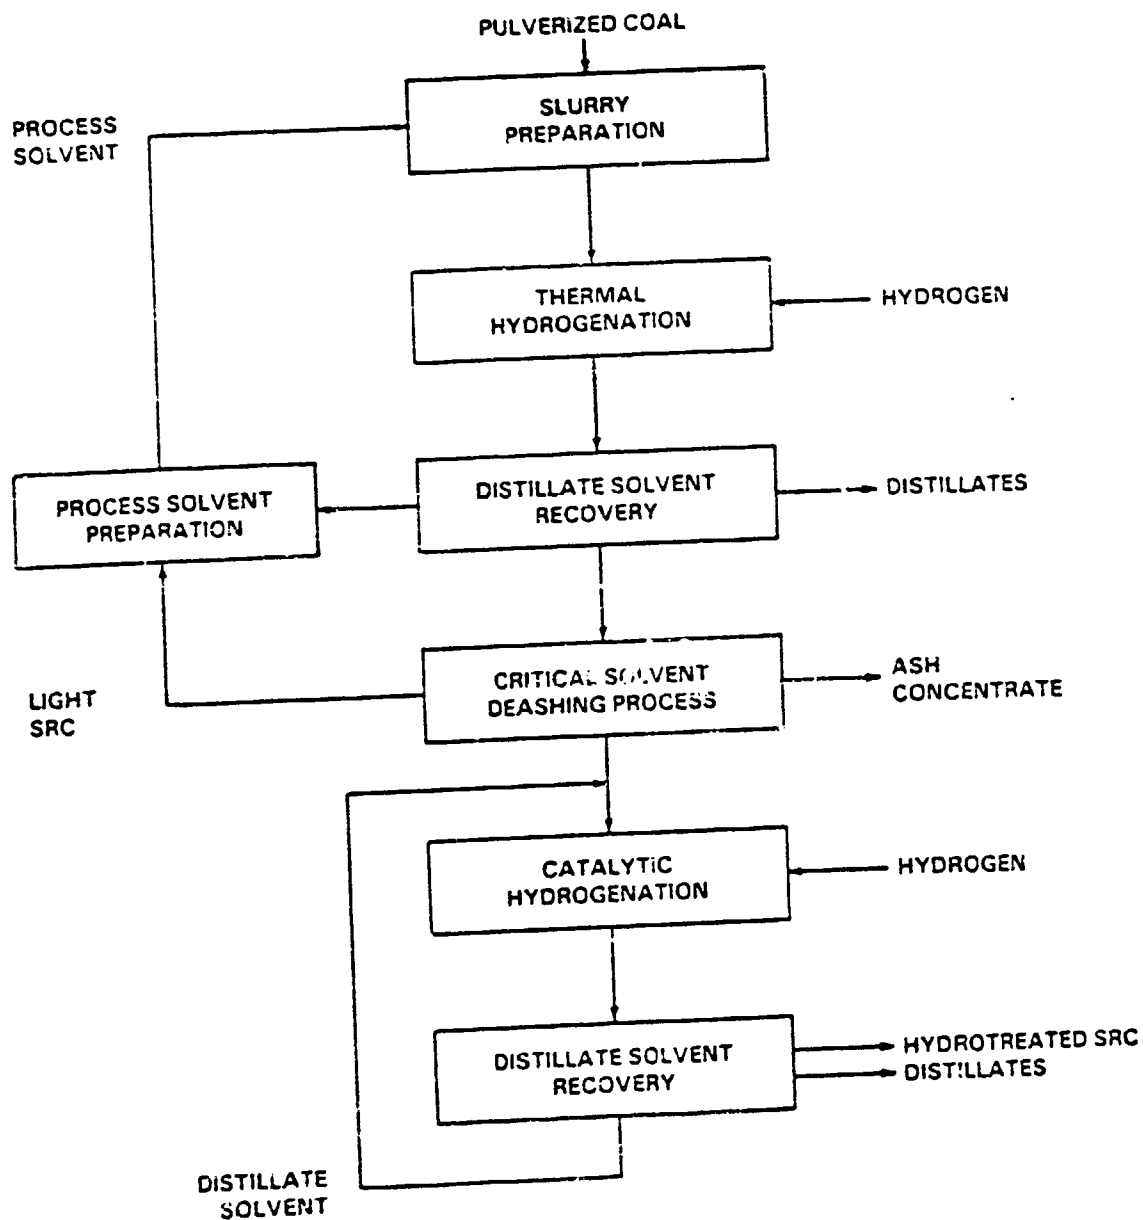 PULVERIZED COAL
SLURRY
PREPARATION
PROCESS
SOLVENT
THERMAL
HYDROGENATION
HYDROGEN
PROCESS SOLVENT
PREPARATION
DISTILLATE SOLVENT
RECOVERY
DISTILLATES
LIGHT
SRC
CRITICAL SOLVENT
DEASHING PROCESS
ASH
CONCENTRATE
CATALYTIC
HYDROGENATION
HYDROGEN
DISTILLATE SOLVENT
RECOVERY
HYDROTREATED SRC
DISTILLATES
DISTILLATE
SOLVENT